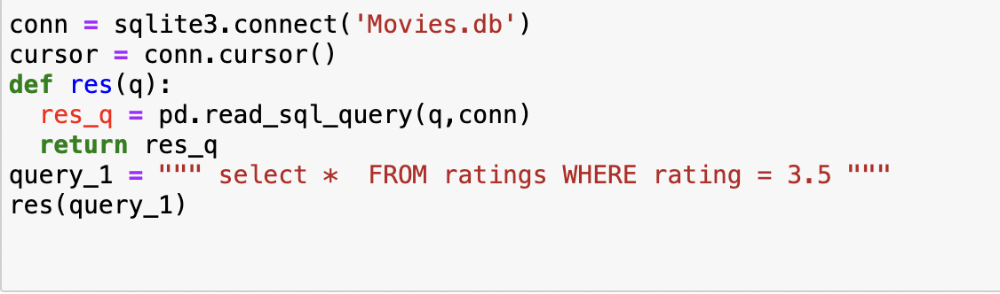 conn = sqlite3.connect('Movies.db')
cursor = conn.cursor()
def res(q):
  res_q = pd.read_sql_query(q,conn)
  return res_q
query_1 = """ select *  FROM ratings WHERE rating = 3.5 """
res(query_1)